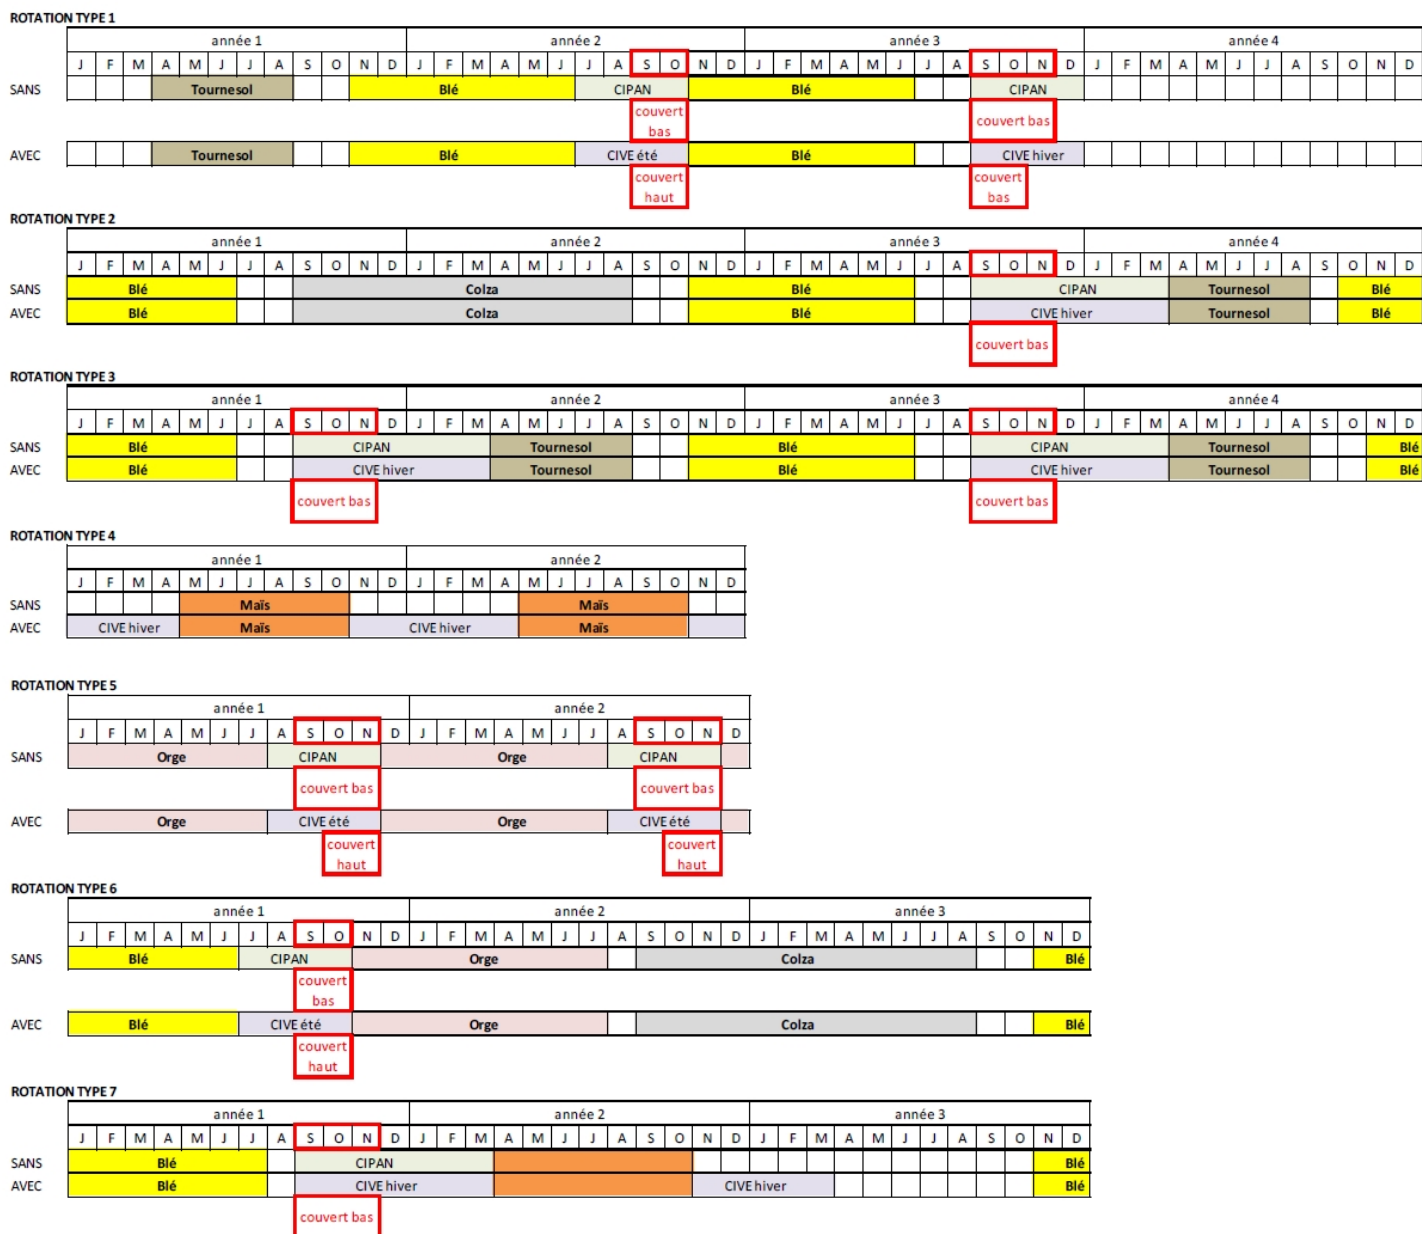 ROTATION TYPE 1
année 1 année 2 année 3 année 4
J F M A M J J A S O N D J F M A M J J A S O N D J F M A M J J A S O N D J F M A M J J A S O N D
SANS Tournesol Blé CIPAN Blé CIPAN
couvert bas couvert bas
AVEC Tournesol Blé CIVE été Blé CIVE hiver
couvert haut couvert bas
ROTATION TYPE 2
année 1 année 2 année 3 année 4
J F M A M J J A S O N D J F M A M J J A S O N D J F M A M J J A S O N D J F M A M J J A S O N D
SANS Blé Colza Blé CIPAN Tournesol Blé
AVEC Blé Colza Blé CIVE hiver Tournesol Blé
couvert bas
ROTATION TYPE 3
année 1 année 2 année 3 année 4
J F M A M J J A S O N D J F M A M J J A S O N D J F M A M J J A S O N D J F M A M J J A S O N D
SANS Blé CIPAN Tournesol Blé CIPAN Tournesol Blé
AVEC Blé CIVE hiver Tournesol Blé CIVE hiver Tournesol Blé
couvert bas couvert bas
ROTATION TYPE 4
année 1 année 2
J F M A M J J A S O N D J F M A M J J A S O N D
SANS Maïs Maïs
AVEC CIVE hiver Maïs CIVE hiver Maïs
ROTATION TYPE 5
année 1 année 2
J F M A M J J A S O N D J F M A M J J A S O N D
SANS Orge CIPAN Orge CIPAN
couvert bas couvert bas
AVEC Orge CIVE été Orge CIVE été
couvert haut couvert haut
ROTATION TYPE 6
année 1 année 2 année 3
J F M A M J J A S O N D J F M A M J J A S O N D J F M A M J J A S O N D
SANS Blé CIPAN Orge Colza Blé
couvert bas
AVEC Blé CIVE été Orge Colza Blé
couvert haut
ROTATION TYPE 7
année 1 année 2 année 3
J F M A M J J A S O N D J F M A M J J A S O N D J F M A M J J A S O N D
SANS Blé CIPAN Blé
AVEC Blé CIVE hiver CIVE hiver Blé
couvert bas